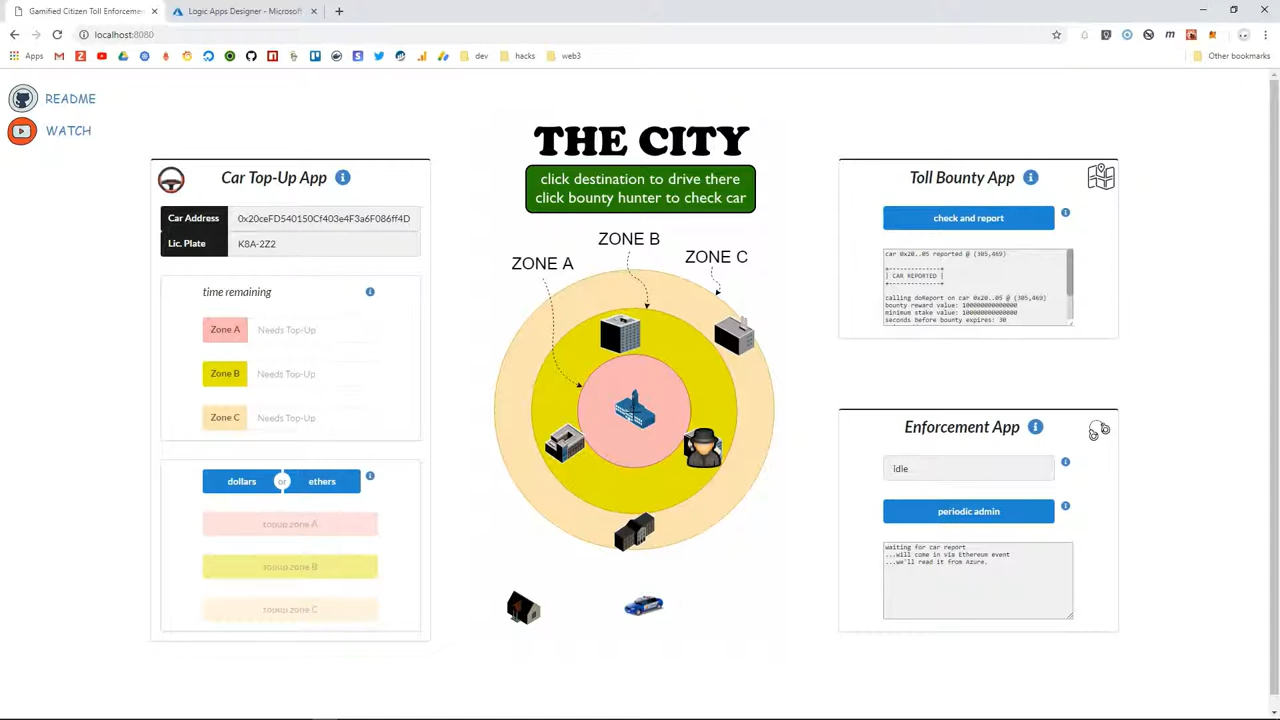 Gamified Citizen Toll Enforceme
Logic Apps Designer - Microsoft
localhost:8080
Apps
dev
hacks
web3
Other bookmarks
README
WATCH
THE CITY
click destination to drive there
click bounty hunter to check car
Car Top-Up App
Car Address
0x20ceFD540150Cf403e4F3a6F086ff4D
Lic. Plate
K8A-2Z2
time remaining
Zone A
Needs Top-Up
Zone B
Needs Top-Up
Zone C
Needs Top-Up
dollars
or
ethers
topup zone A
topup zone B
topup zone C
ZONE A
ZONE B
ZONE C
Toll Bounty App
check and report
car 0x20..05 reported @ (305,469)
+--------------+
| CAR REPORTED |
+--------------+
calling doReport on car 0x20..05 @ (305,469)
bounty reward value: 10000000000000
minimum stake value: 10000000000000
seconds before bounty expires: 30
Enforcement App
idle
periodic admin
waiting for car report
...will come in via Ethereum event
...we'll read it from Azure.